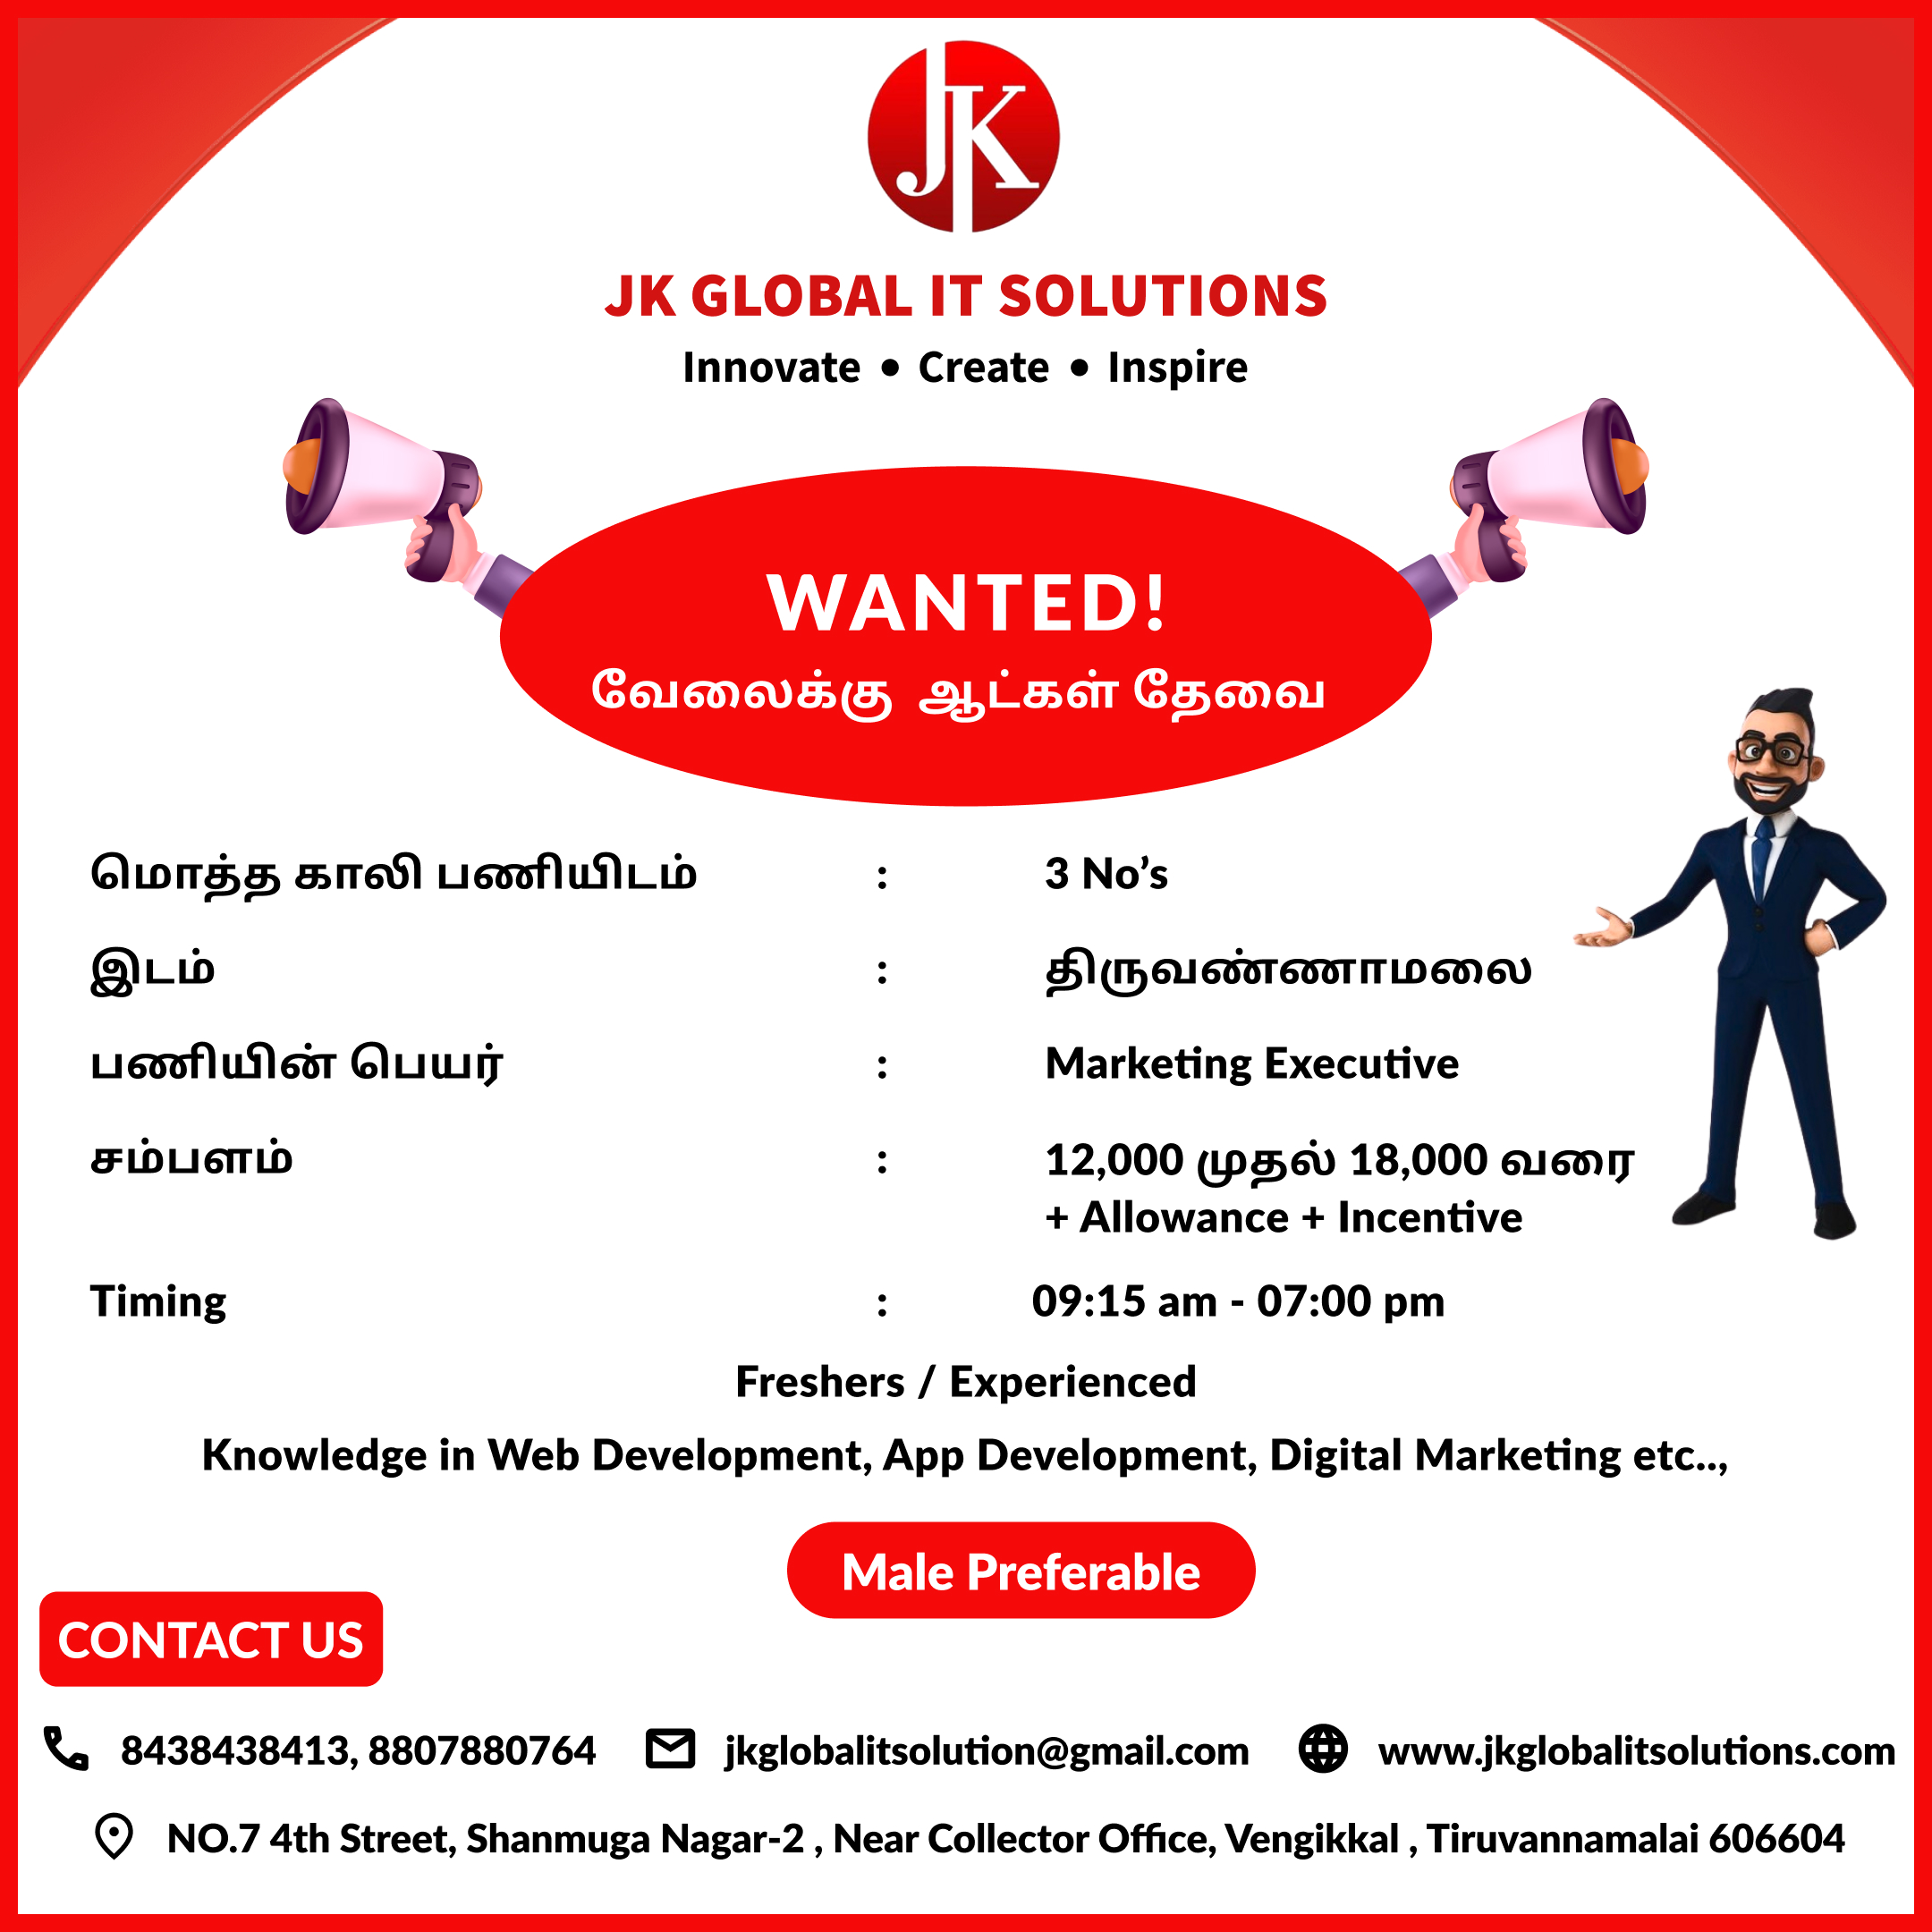 JK
JK GLOBAL IT SOLUTIONS
Innovate • Create • Inspire
WANTED!
வேலைக்கு ஆட்கள் தேவை
மொத்த காலி பணியிடம் : 3 No’s
இடம் : திருவண்ணாமலை
பணியின் பெயர் : Marketing Executive
சம்பளம் : 12,000 முதல் 18,000 வரை
+ Allowance + Incentive
Timing : 09:15 am - 07:00 pm
Freshers / Experienced
Knowledge in Web Development, App Development, Digital Marketing etc..,
Male Preferable
CONTACT US
8438438413, 8807880764 jkglobalitsolution@gmail.com www.jkglobalitsolutions.com
NO.7 4th Street, Shanmuga Nagar-2 , Near Collector Office, Vengikkal , Tiruvannamalai 606604